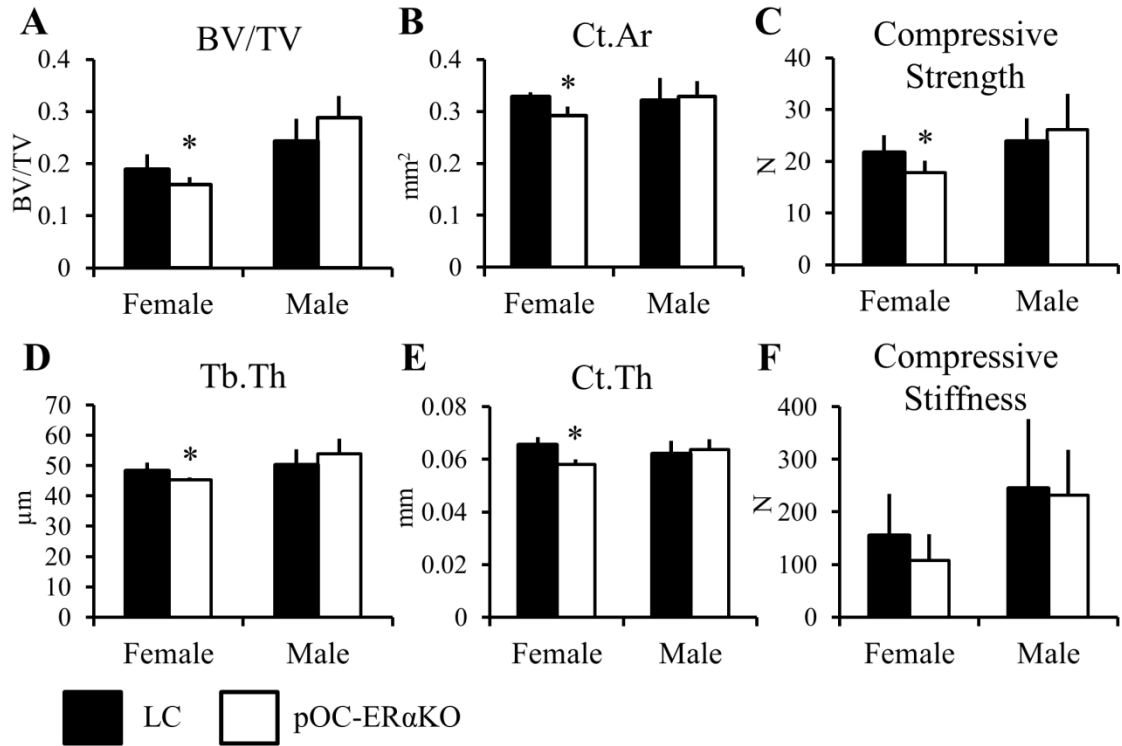 A
BV/TV
BV/TV
0.4
0.3
0.2
0.1
0
*
Female
Male
B
Ct.Ar
mm²
0.4
0.3
0.2
0.1
0
*
Female
Male
C
Compressive
Strength
N
40
30
20
10
0
*
Female
Male
D
Tb.Th
µm
70
60
50
40
30
20
10
0
*
Female
Male
E
Ct.Th
mm
0.08
0.06
0.04
0.02
0
*
Female
Male
F
Compressive
Stiffness
N
400
300
200
100
0
Female
Male
LC
pOC-ERαKO